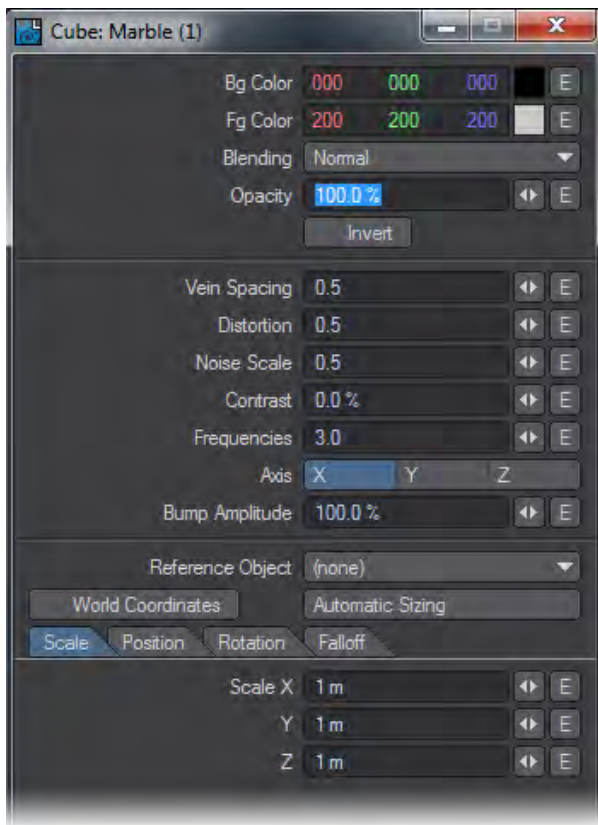 Cube: Marble (1)
Bg Color 000 000 000 E
Fg Color 200 200 200 E
Blending Normal
Opacity 100.0 % E
Invert
Vein Spacing 0.5 E
Distortion 0.5 E
Noise Scale 0.5 E
Contrast 0.0 % E
Frequencies 3.0 E
Axis X Y Z
Bump Amplitude 100.0 % E
Reference Object (none)
World Coordinates Automatic Sizing
Scale Position Rotation Falloff
Scale X 1 m E
Y 1 m E
Z 1 m E